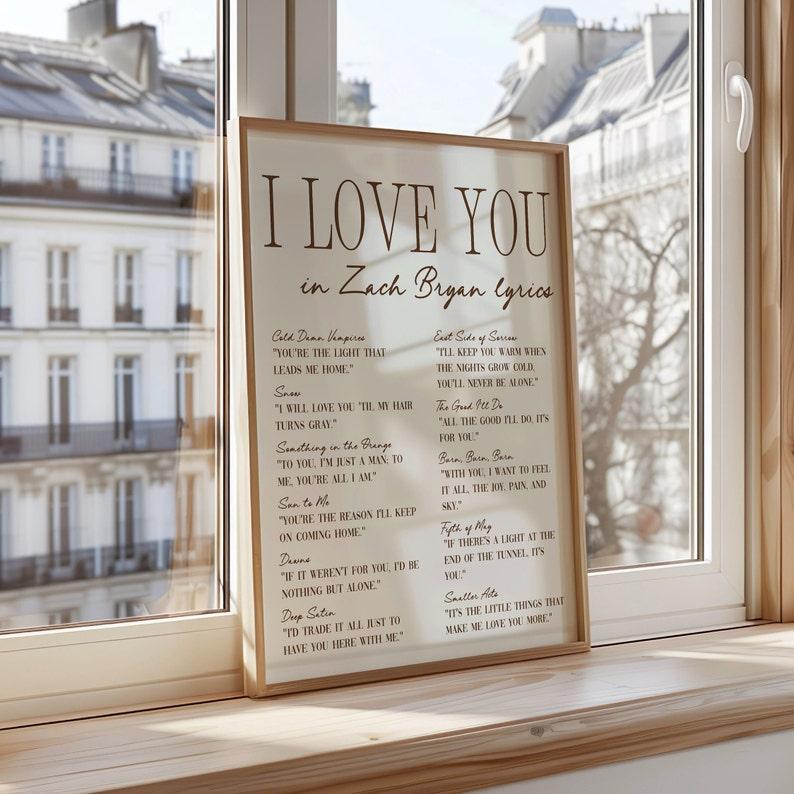 I LOVE YOU
in Zach Bryan lyrics
Cold Damn Vampires
"YOU'RE THE LIGHT THAT
LEADS ME HOME."
Snow
"I WILL LOVE YOU 'TIL MY HAIR
TURNS GRAY."
Something in the Orange
"TO YOU, I'M JUST A MAN; TO
ME, YOU'RE ALL I AM."
Sun to Me
"YOU'RE THE REASON I'LL KEEP
ON COMING HOME."
Dawns
"IF IT WEREN'T FOR YOU, I'D BE
NOTHING BUT ALONE."
Deep Satin
"I'D TRADE IT ALL JUST TO
HAVE YOU HERE WITH ME."
East Side of Sorrow
"I'LL KEEP YOU WARM WHEN
THE NIGHTS GROW COLD,
YOU'LL NEVER BE ALONE."
The Good I'll Do
"ALL THE GOOD I'LL DO, IT'S
FOR YOU."
Burn, Burn, Burn
"WITH YOU, I WANT TO FEEL
IT ALL, THE JOY, PAIN, AND
SKY."
Fifth of May
"IF THERE'S A LIGHT AT THE
END OF THE TUNNEL, IT'S
YOU."
Smaller Acts
"IT'S THE LITTLE THINGS THAT
MAKE ME LOVE YOU MORE."